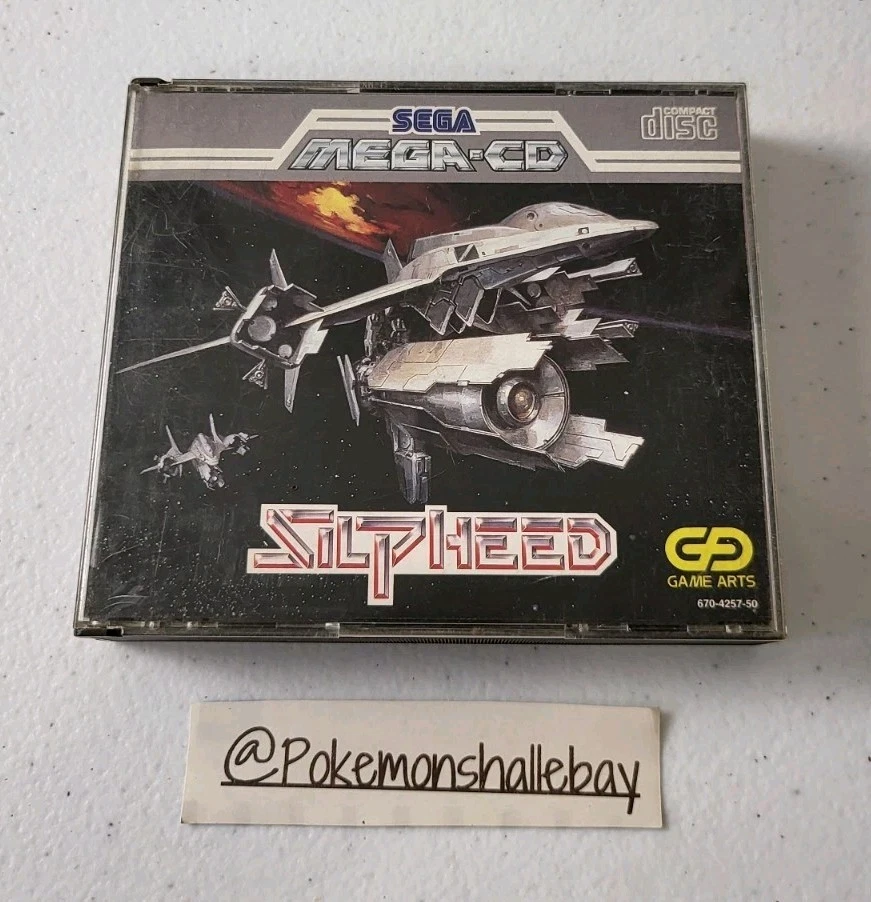 SEGA
COMPACT
disc
MEGA-CD
SILPHEED
GAME ARTS
670-4257-50
@Pokemonshallebay